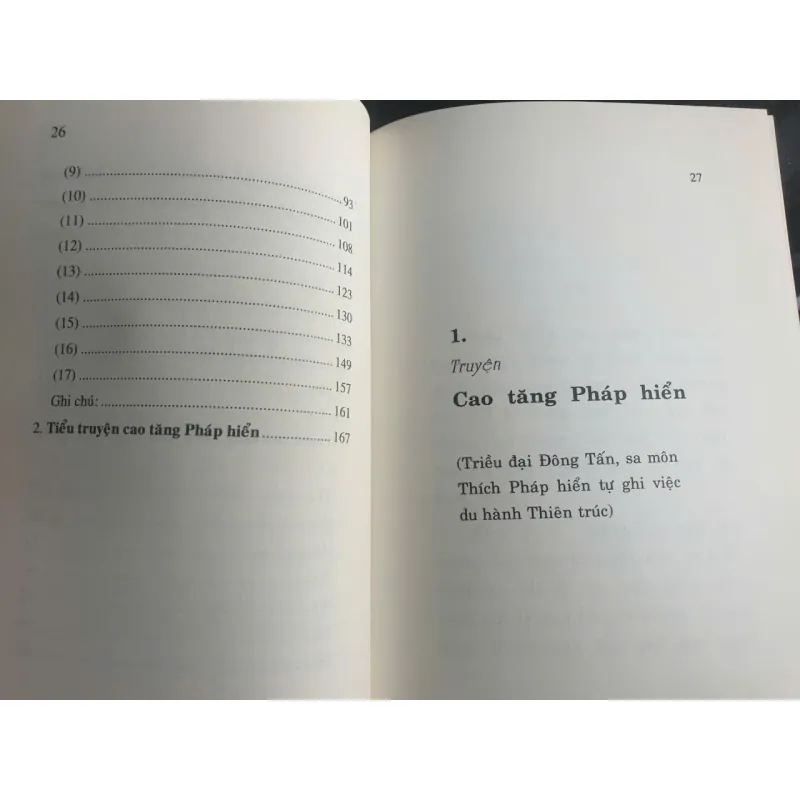 26
(9) ........................................ 93
(10) ........................................ 101
(11) ........................................ 108
(12) ........................................ 114
(13) ........................................ 123
(14) ........................................ 130
(15) ........................................ 133
(16) ........................................ 149
(17) ........................................ 157
Ghi chú: ........................................ 161
2. Tiểu truyện cao tăng Pháp hiển .................... 167
27
1.
Truyện
Cao tăng Pháp hiển
(Triều đại Đông Tấn, sa môn
Thích Pháp hiển tự ghi việc
du hành Thiên trúc)